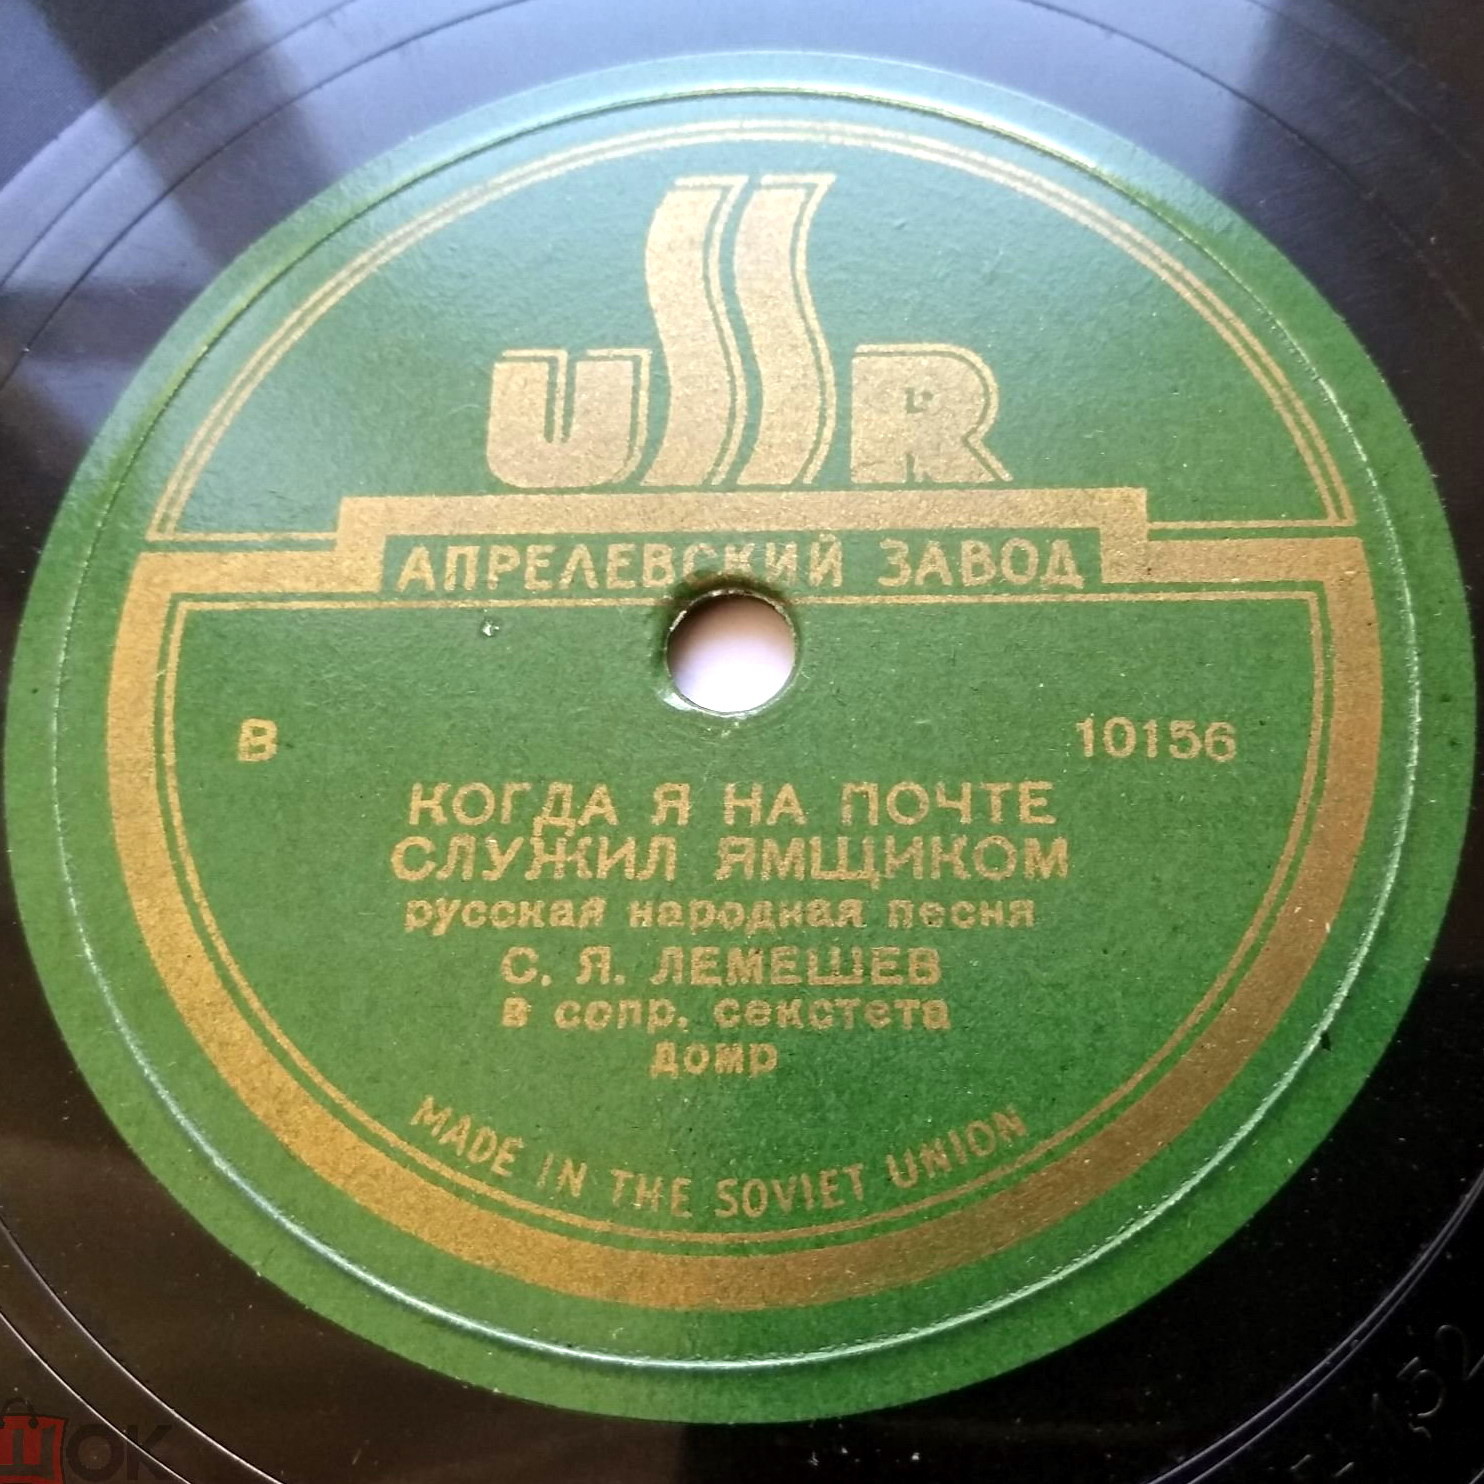 USSR
АПРЕЛЕВСКИЙ ЗАВОД
В 10156
КОГДА Я НА ПОЧТЕ
СЛУЖИЛ ЯМЩИКОМ
русская народная песня
С. Я. ЛЕМЕШЕВ
в сопр. секстета
домр
MADE IN THE SOVIET UNION
ШОК